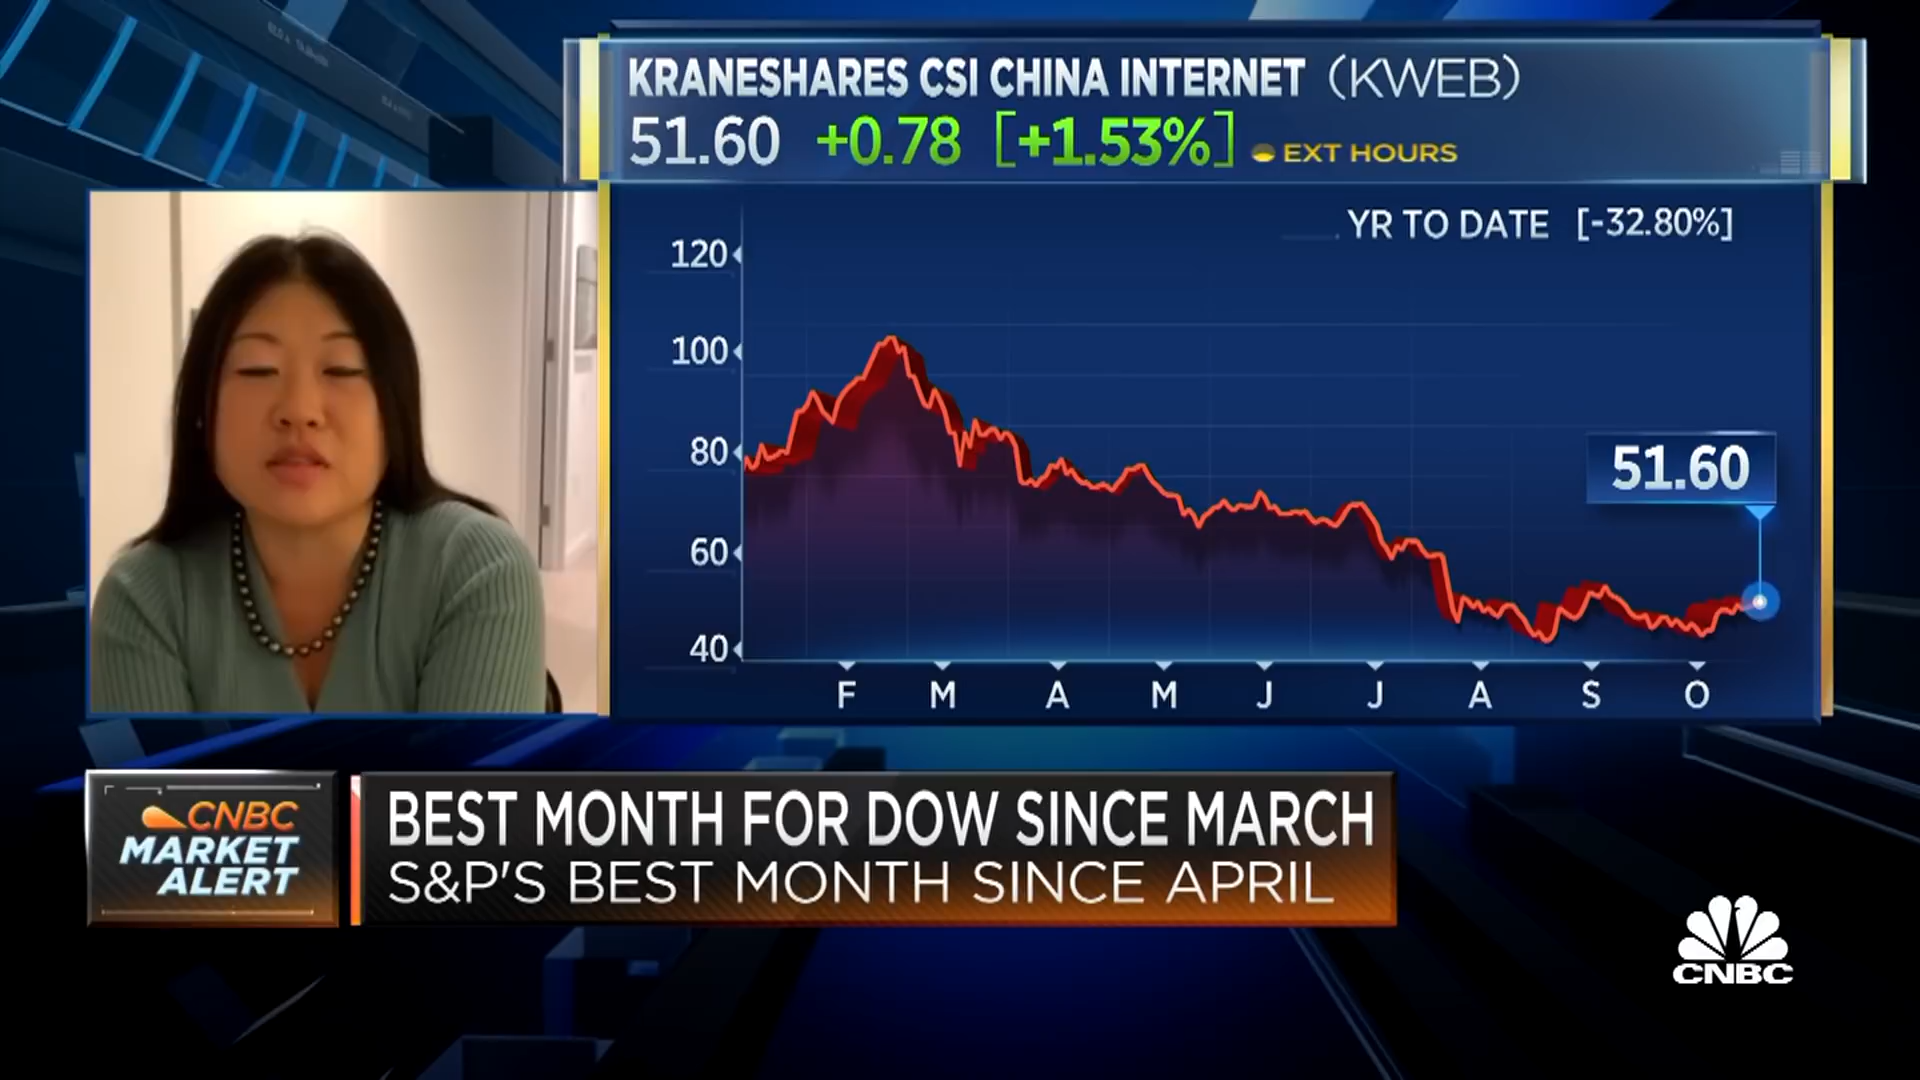 KRANESHARES CSI CHINA INTERNET (KWEB)
51.60 +0.78 [+1.53%] EXT HOURS
YR TO DATE [-32.80%]
120
100
80
60
40
51.60
F M A M J J A S O
CNBC
MARKET
ALERT
BEST MONTH FOR DOW SINCE MARCH
S&P'S BEST MONTH SINCE APRIL
CNBC